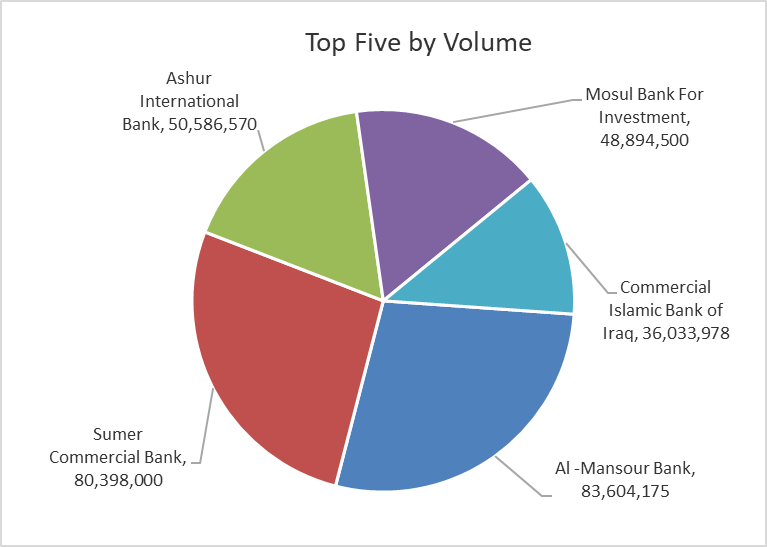 Top Five by Volume
Ashur
International
Bank, 50,586,570
Mosul Bank For
Investment,
48,894,500
Commercial
Islamic Bank of
Iraq, 36,033,978
Sumer
Commercial Bank,
80,398,000
Al -Mansour Bank,
83,604,175